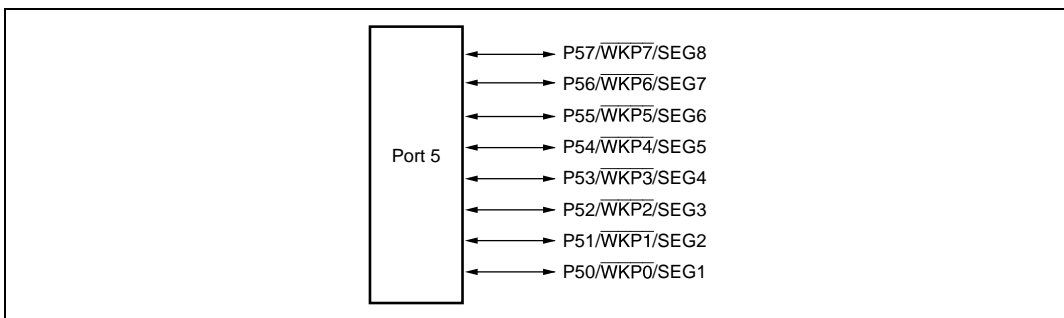 P57/WKP7/SEG8
P56/WKP6/SEG7
P55/WKP5/SEG6
Port 5
P54/WKP4/SEG5
P53/WKP3/SEG4
P52/WKP2/SEG3
P51/WKP1/SEG2
P50/WKP0/SEG1